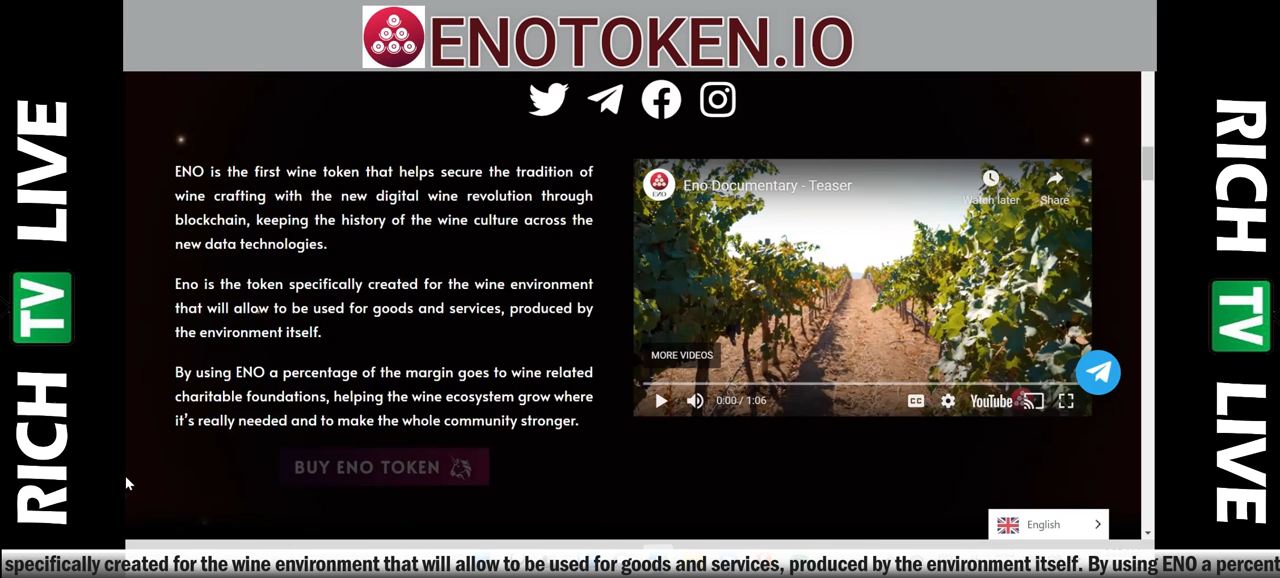 ENOTOKEN.IO
RICH TV LIVE
ENO is the first wine token that helps secure the tradition of
wine crafting with the new digital wine revolution through
blockchain, keeping the history of the wine culture across the
new data technologies.
Eno is the token specifically created for the wine environment
that will allow to be used for goods and services, produced by
the environment itself.
By using ENO a percentage of the margin goes to wine related
charitable foundations, helping the wine ecosystem grow where
it's really needed and to make the whole community stronger.
BUY ENO TOKEN
ENO
Eno Documentary - Teaser
Watch later
Share
MORE VIDEOS
0:00 / 1:06
CC
YouTube
English
RICH TV LIVE
specifically created for the wine environment that will allow to be used for goods and services, produced by the environment itself. By using ENO a percent